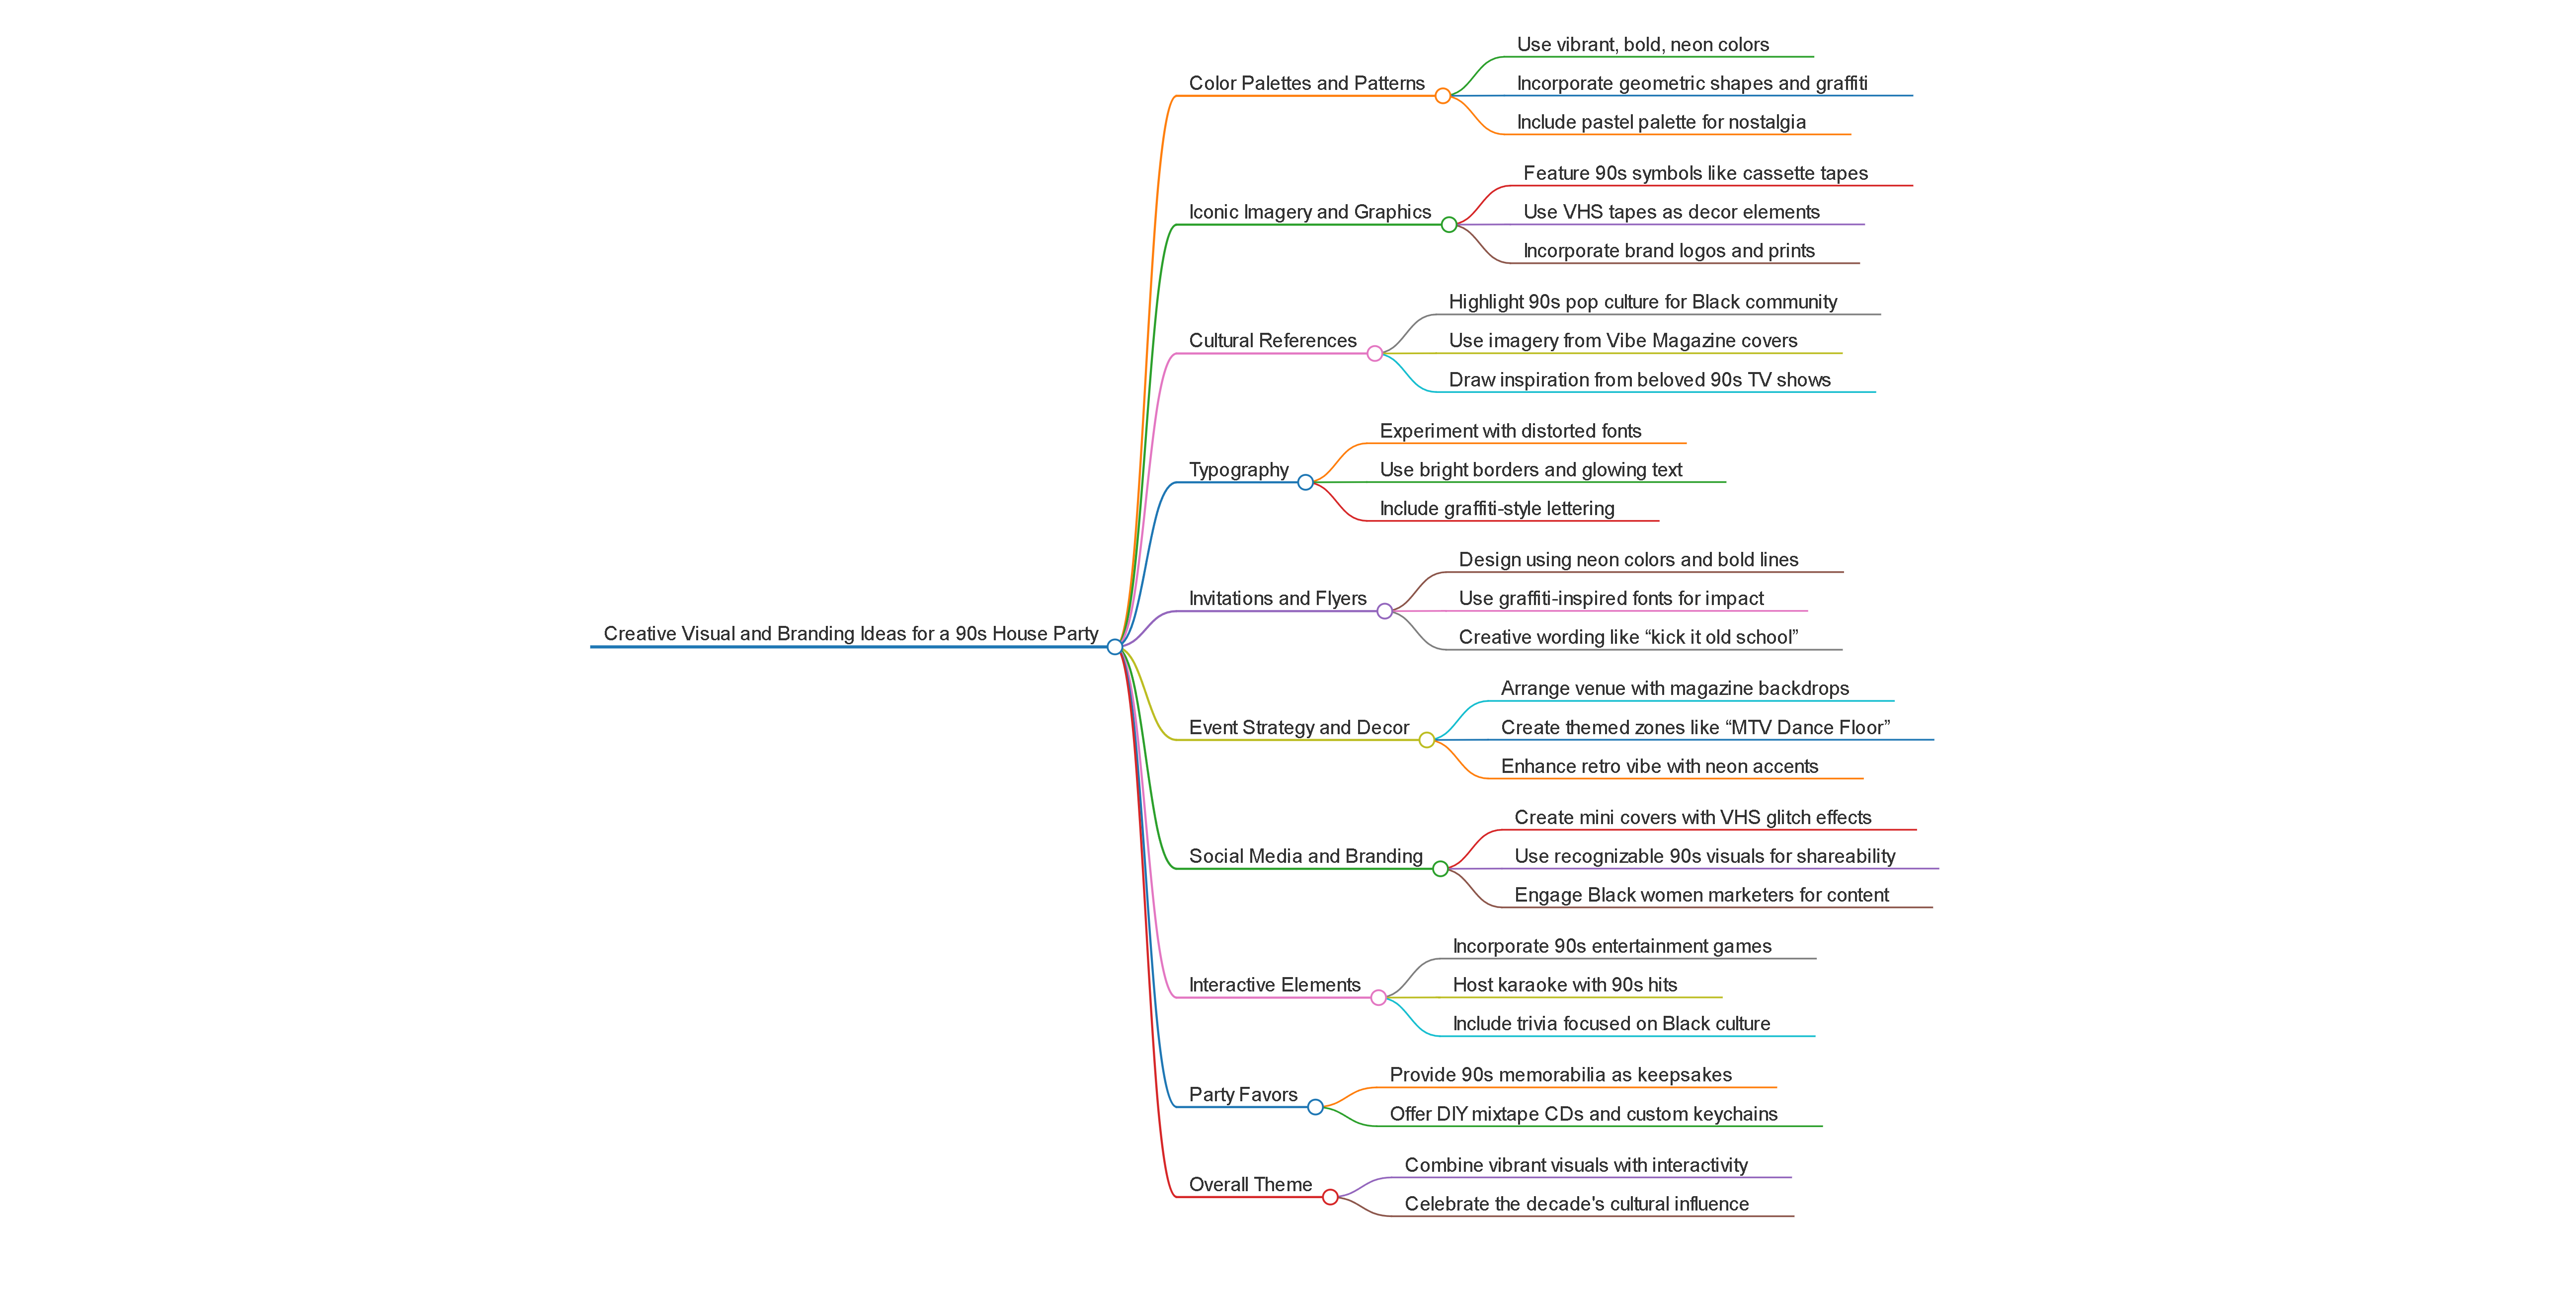 Creative Visual and Branding Ideas for a 90s House Party
Color Palettes and Patterns
Use vibrant, bold, neon colors
Incorporate geometric shapes and graffiti
Include pastel palette for nostalgia
Iconic Imagery and Graphics
Feature 90s symbols like cassette tapes
Use VHS tapes as decor elements
Incorporate brand logos and prints
Cultural References
Highlight 90s pop culture for Black community
Use imagery from Vibe Magazine covers
Draw inspiration from beloved 90s TV shows
Typography
Experiment with distorted fonts
Use bright borders and glowing text
Include graffiti-style lettering
Invitations and Flyers
Design using neon colors and bold lines
Use graffiti-inspired fonts for impact
Creative wording like “kick it old school”
Event Strategy and Decor
Arrange venue with magazine backdrops
Create themed zones like “MTV Dance Floor”
Enhance retro vibe with neon accents
Social Media and Branding
Create mini covers with VHS glitch effects
Use recognizable 90s visuals for shareability
Engage Black women marketers for content
Interactive Elements
Incorporate 90s entertainment games
Host karaoke with 90s hits
Include trivia focused on Black culture
Party Favors
Provide 90s memorabilia as keepsakes
Offer DIY mixtape CDs and custom keychains
Overall Theme
Combine vibrant visuals with interactivity
Celebrate the decade's cultural influence